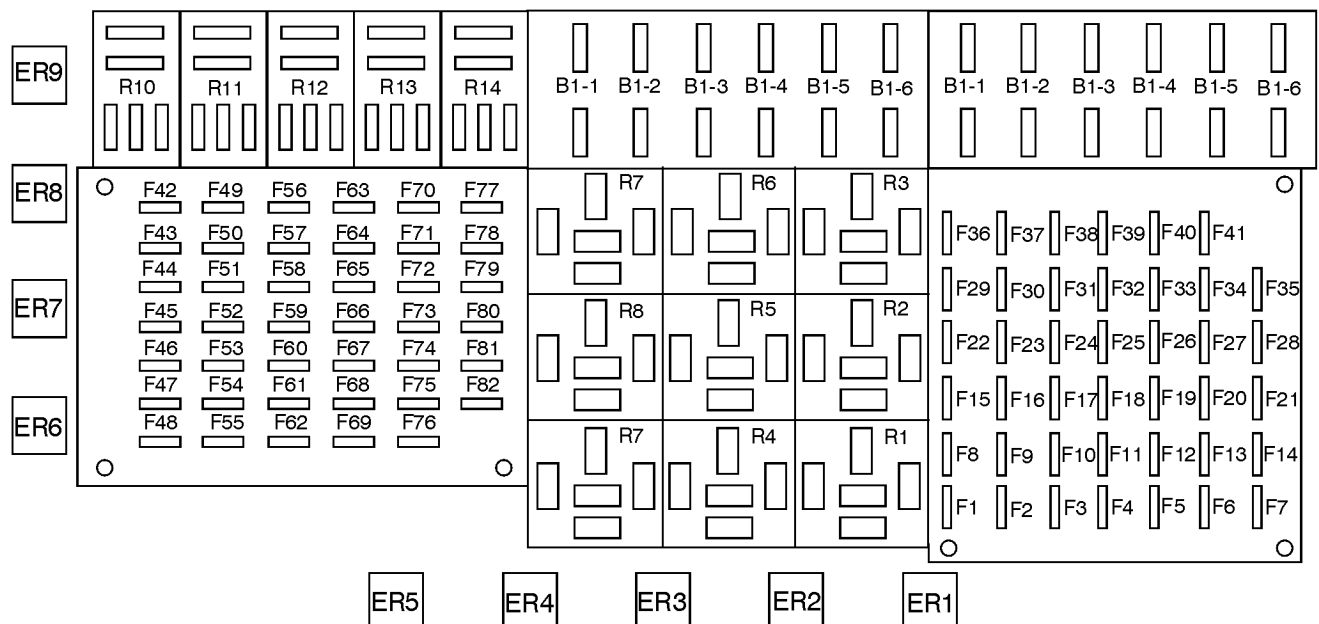 ER9
R10 R11 R12 R13 R14
B1-1 B1-2 B1-3 B1-4 B1-5 B1-6
B1-1 B1-2 B1-3 B1-4 B1-5 B1-6
ER8
ER7
ER6
F42 F49 F56 F63 F70 F77
F43 F50 F57 F64 F71 F78
F44 F51 F58 F65 F72 F79
F45 F52 F59 F66 F73 F80
F46 F53 F60 F67 F74 F81
F47 F54 F61 F68 F75 F82
F48 F55 F62 F69 F76
R7 R6 R3
R8 R5 R2
R7 R4 R1
F36 F37 F38 F39 F40 F41
F29 F30 F31 F32 F33 F34 F35
F22 F23 F24 F25 F26 F27 F28
F15 F16 F17 F18 F19 F20 F21
F8 F9 F10 F11 F12 F13 F14
F1 F2 F3 F4 F5 F6 F7
ER5 ER4 ER3 ER2 ER1